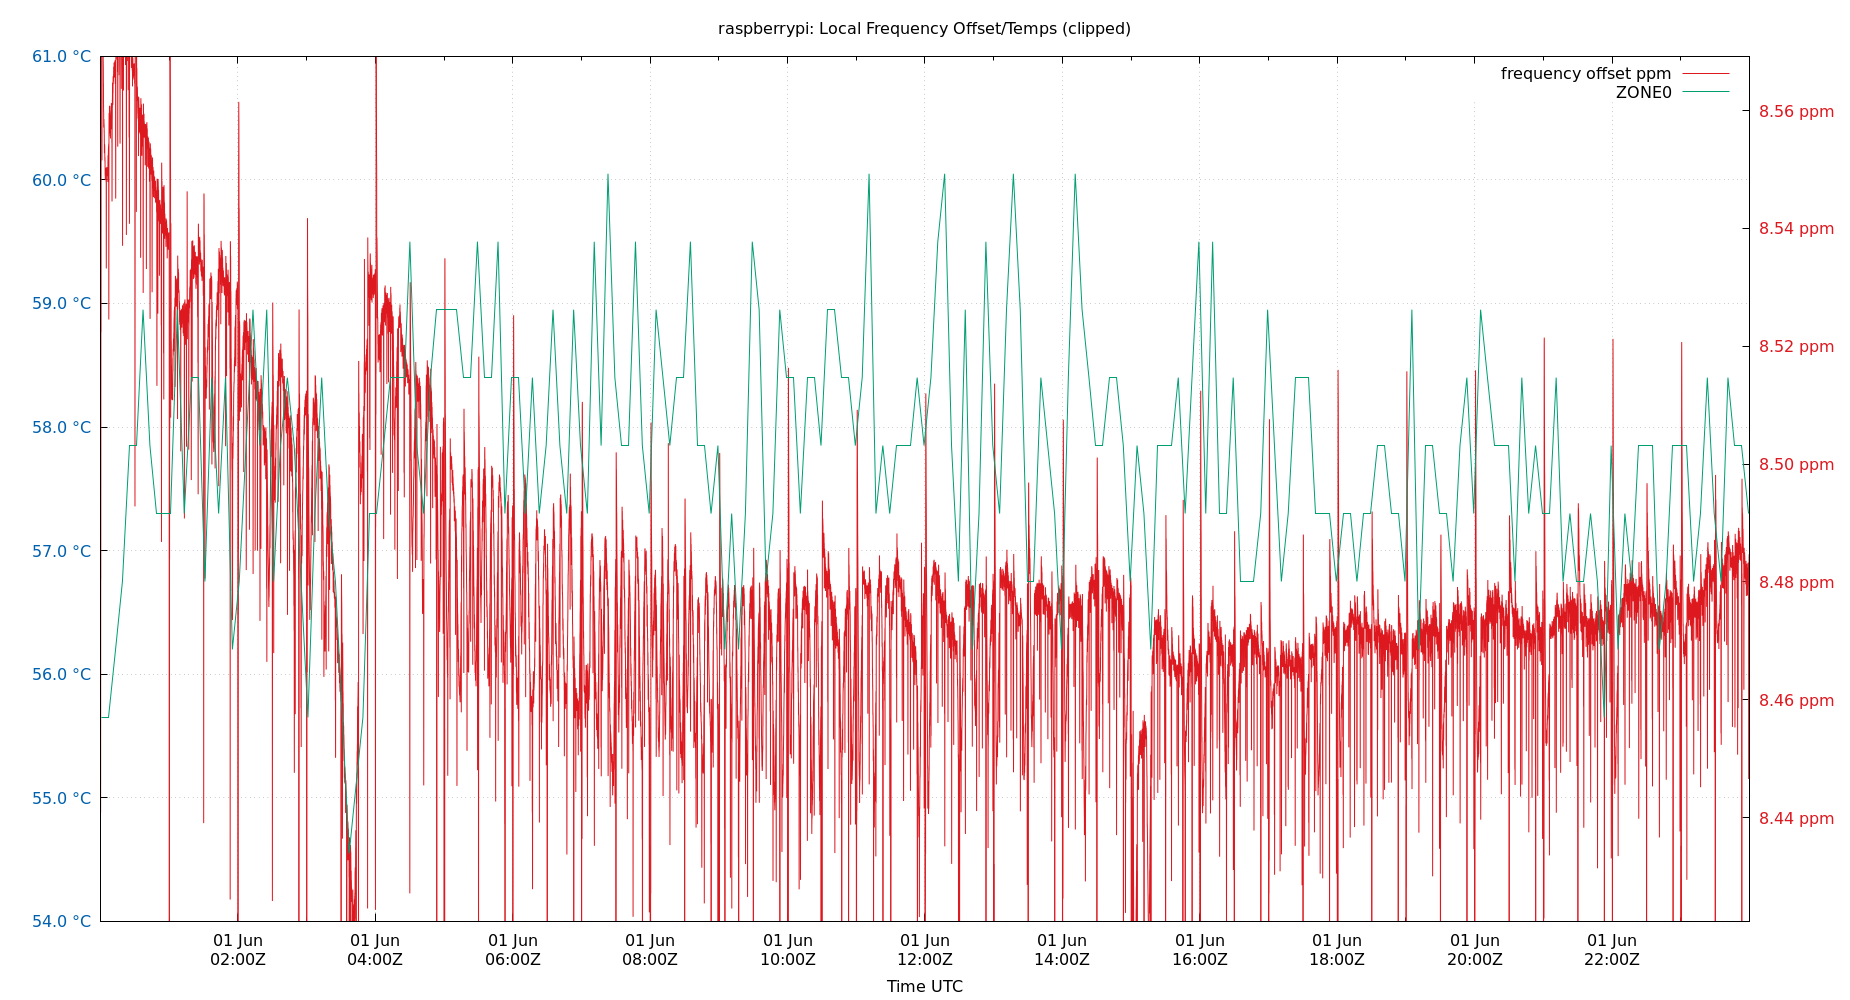 raspberrypi: Local Frequency Offset/Temps (clipped)
61.0 °C
60.0 °C
59.0 °C
58.0 °C
57.0 °C
56.0 °C
55.0 °C
54.0 °C
frequency offset ppm
ZONE0
8.56 ppm
8.54 ppm
8.52 ppm
8.50 ppm
8.48 ppm
8.46 ppm
8.44 ppm
01 Jun
02:00Z
01 Jun
04:00Z
01 Jun
06:00Z
01 Jun
08:00Z
01 Jun
10:00Z
01 Jun
12:00Z
01 Jun
14:00Z
01 Jun
16:00Z
01 Jun
18:00Z
01 Jun
20:00Z
01 Jun
22:00Z
Time UTC